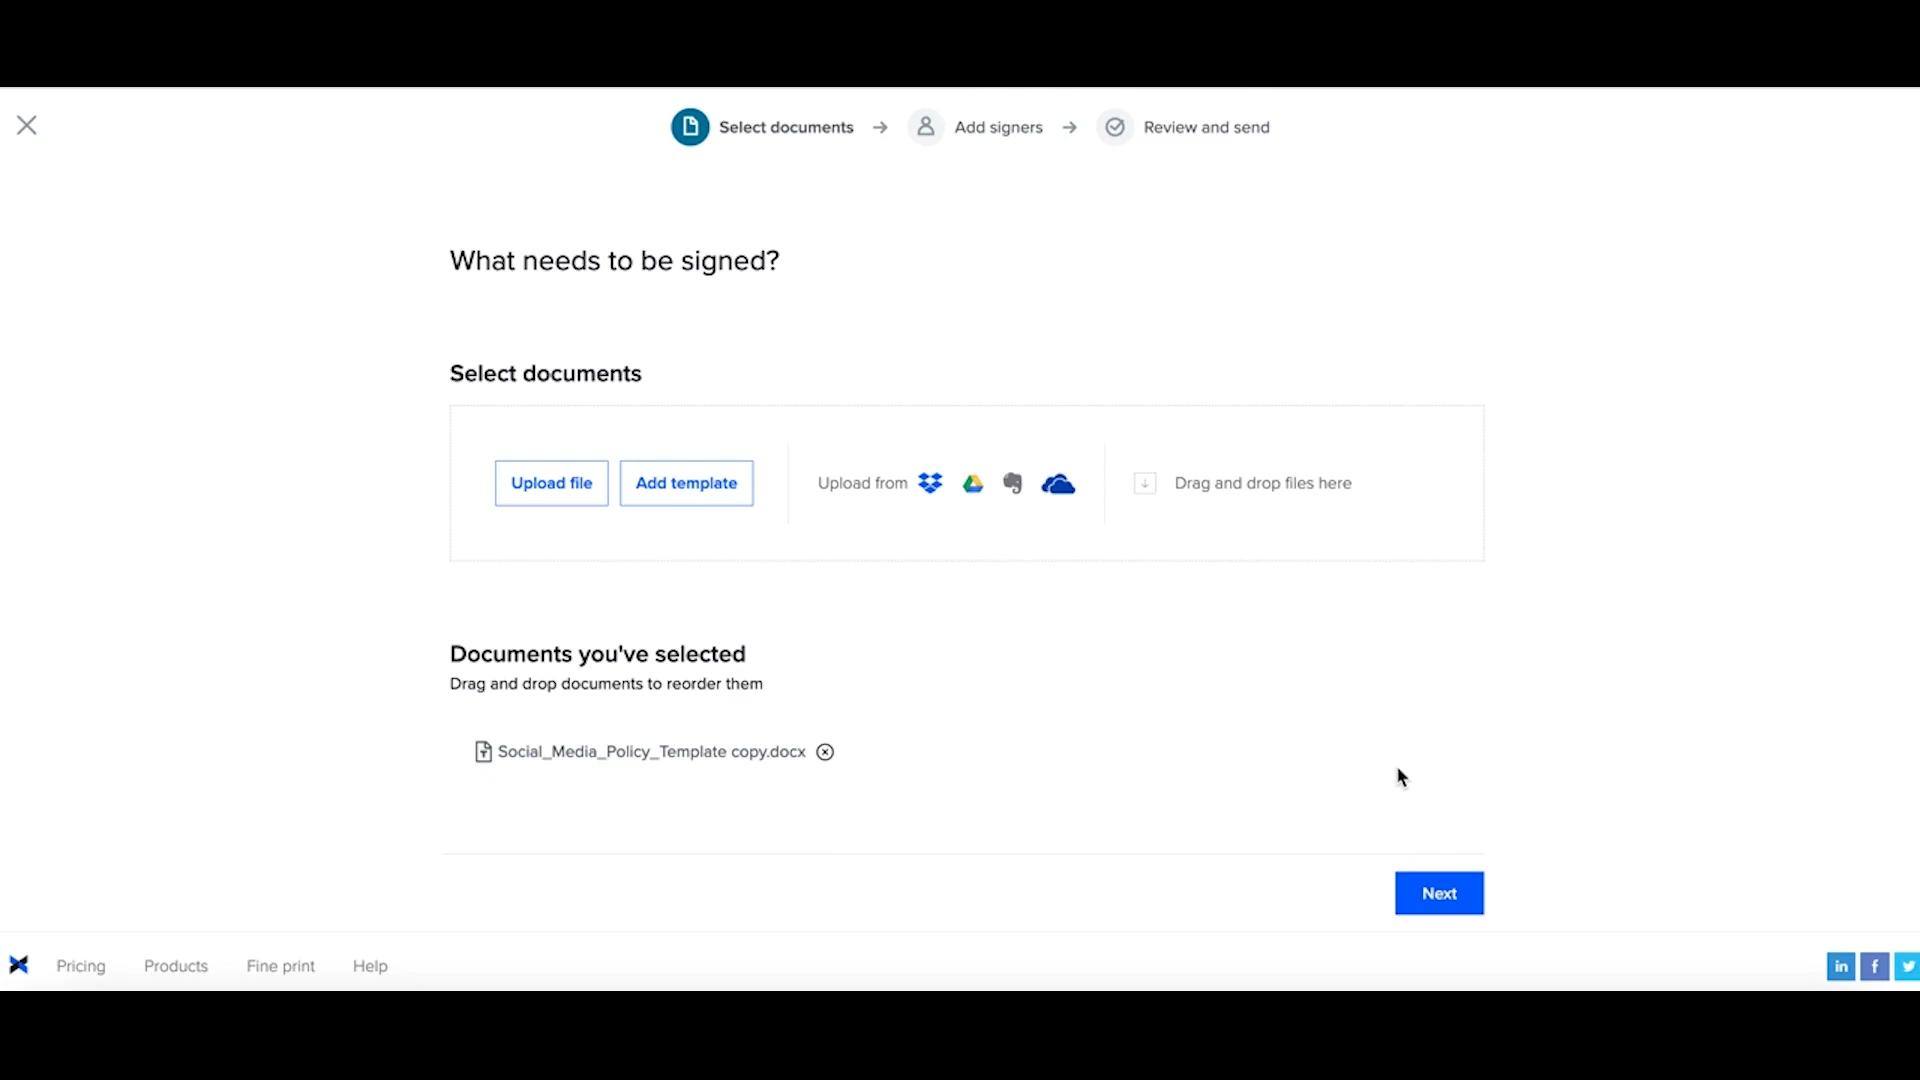 Select documents → Add signers → Review and send
What needs to be signed?
Select documents
Upload file Add template Upload from Drag and drop files here
Documents you've selected
Drag and drop documents to reorder them
Social_Media_Policy_Template copy.docx
Next
Pricing Products Fine print Help in f